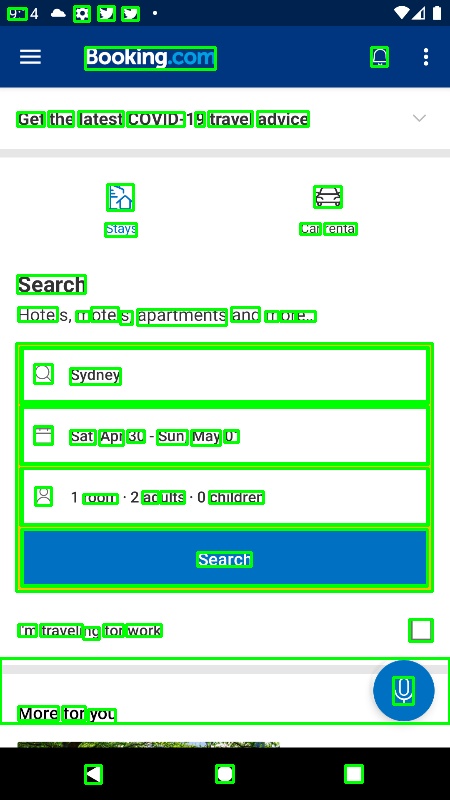 Booking.com
Get the latest COVID-19 travel advice
Stays
Car rental
Search
Hotels, motels, apartments and more...
Sydney
Sat, Apr 30 - Sun, May 01
1 room · 2 adults · 0 children
Search
I'm traveling for work
More for you